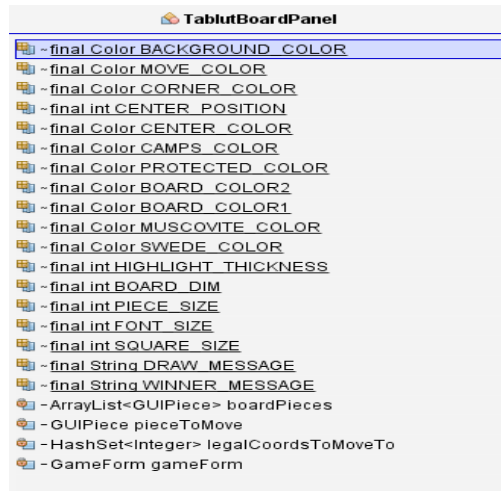 TablutBoardPanel
~final Color BACKGROUND_COLOR
~final Color MOVE_COLOR
~final Color CORNER_COLOR
~final int CENTER_POSITION
~final Color CENTER_COLOR
~final Color CAMPS_COLOR
~final Color PROTECTED_COLOR
~final Color BOARD_COLOR2
~final Color BOARD_COLOR1
~final Color MUSCOVITE_COLOR
~final Color SWEDE_COLOR
~final int HIGHLIGHT_THICKNESS
~final int BOARD_DIM
~final int PIECE_SIZE
~final int FONT_SIZE
~final int SQUARE_SIZE
~final String DRAW_MESSAGE
~final String WINNER_MESSAGE
-ArrayList<GUIPiece> boardPieces
-GUIPiece pieceToMove
-HashSet<Integer> legalCoordsToMoveTo
-GameForm gameForm